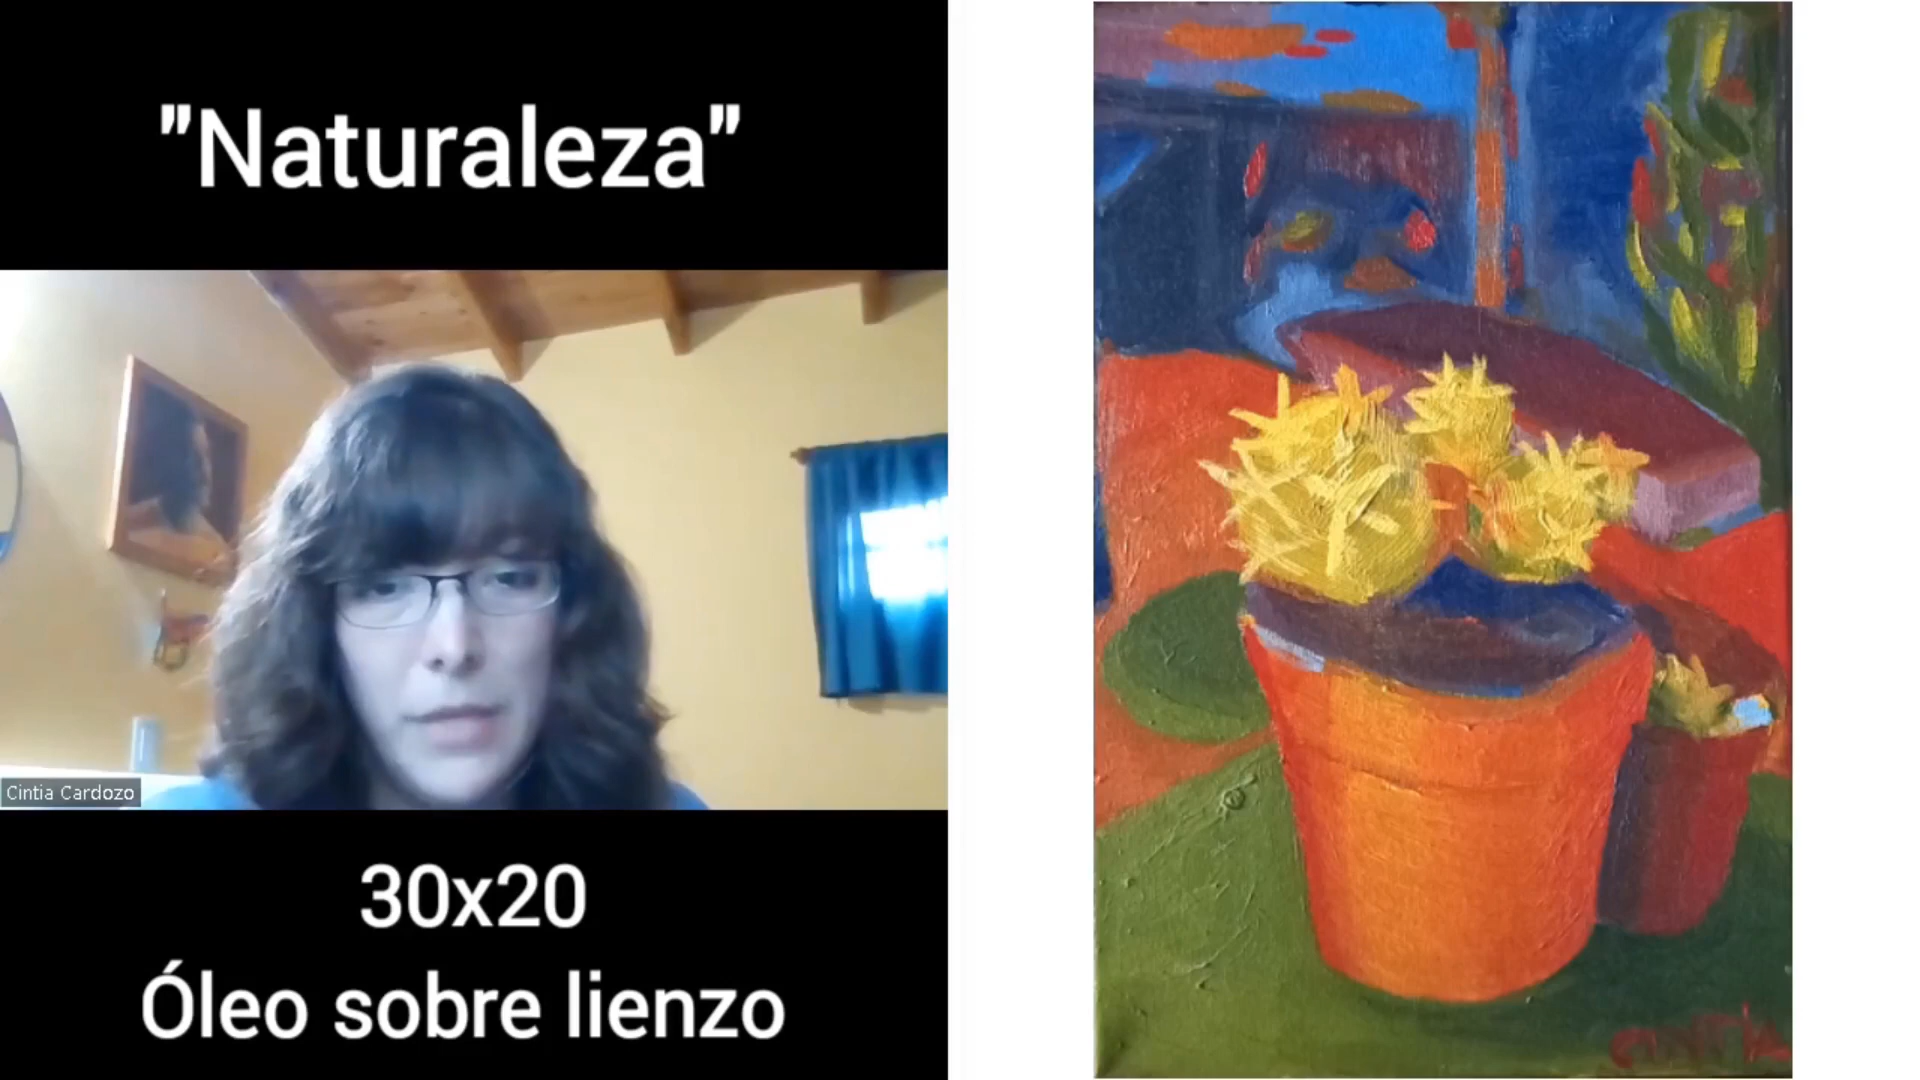 "Naturaleza"
Cintia Cardozo
30x20
Óleo sobre lienzo